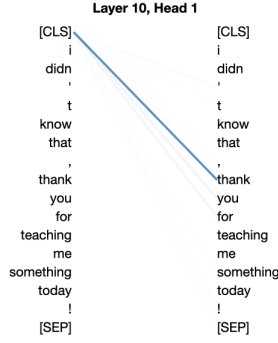 Layer 10, Head 1
[CLS] [CLS]
i i
didn didn
' '
t t
know know
that that
, ,
thank thank
you you
for for
teaching teaching
me me
something something
today today
! !
[SEP] [SEP]